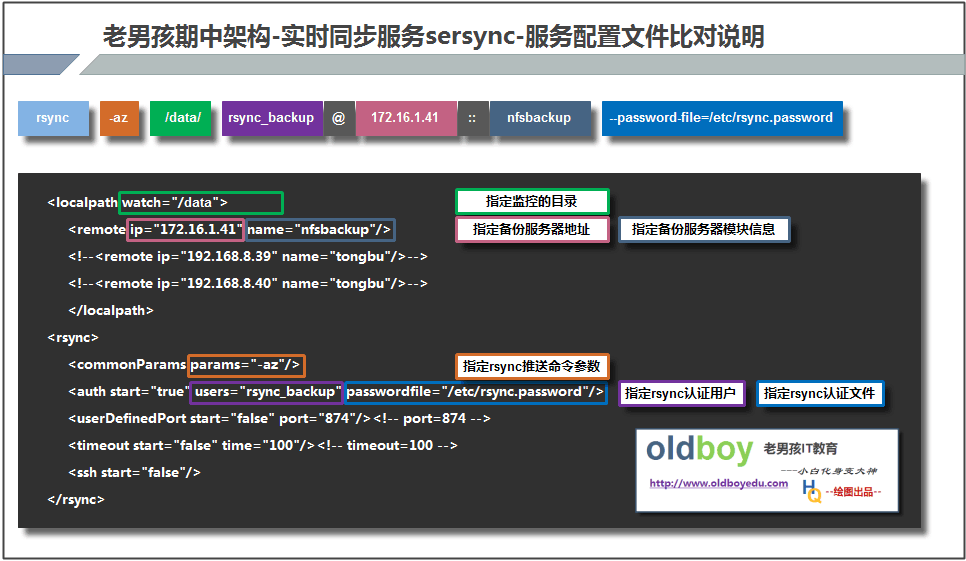 老男孩期中架构-实时同步服务sersync-服务配置文件比对说明
rsync -az /data/ rsync_backup @ 172.16.1.41 :: nfsbackup --password-file=/etc/rsync.password
<localpath watch="/data"> 指定监控的目录
<remote ip="172.16.1.41" name="nfsbackup"/> 指定备份服务器地址 指定备份服务器模块信息
<!--<remote ip="192.168.8.39" name="tongbu"/>-->
<!--<remote ip="192.168.8.40" name="tongbu"/>-->
</localpath>
<rsync>
<commonParams params="-az"/> 指定rsync推送命令参数
<auth start="true" users="rsync_backup" passwordfile="/etc/rsync.password"/> 指定rsync认证用户 指定rsync认证文件
<userDefinedPort start="false" port="874"/><!-- port=874 -->
<timeout start="false" time="100"/><!-- timeout=100 -->
<ssh start="false"/>
</rsync>
oldboy 老男孩IT教育
---小白化身变大神
http://www.oldboyedu.com HQ --绘图出品--